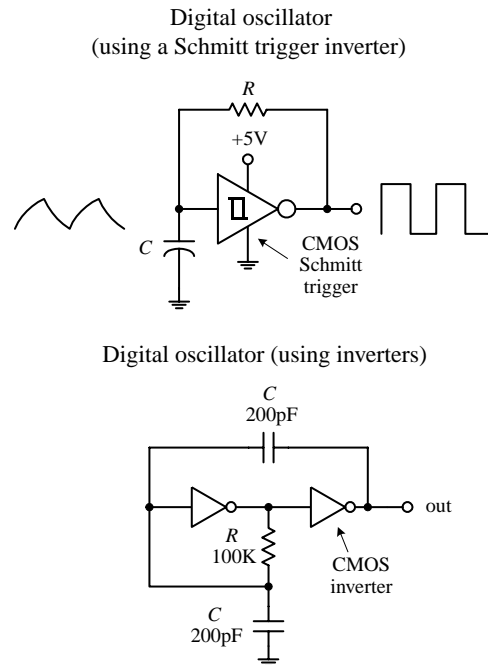 Digital oscillator
(using a Schmitt trigger inverter)
R
+5V
C
CMOS
Schmitt
trigger
Digital oscillator (using inverters)
C
200pF
out
R
100K
CMOS
inverter
C
200pF